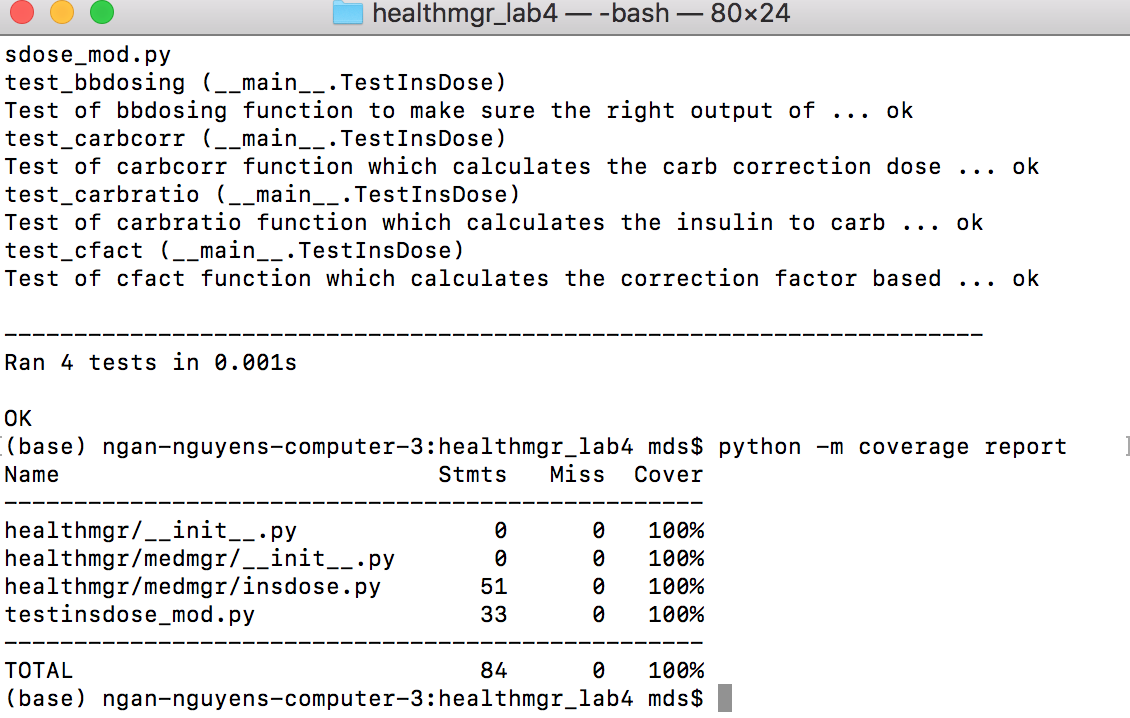 healthmgr_lab4 — -bash — 80×24
sdose_mod.py
test_bbdosing (__main__.TestInsDose)
Test of bbdosing function to make sure the right output of ... ok
test_carbcorr (__main__.TestInsDose)
Test of carbcorr function which calculates the carb correction dose ... ok
test_carbratio (__main__.TestInsDose)
Test of carbratio function which calculates the insulin to carb ... ok
test_cfact (__main__.TestInsDose)
Test of cfact function which calculates the correction factor based ... ok

----------------------------------------------------------------------
Ran 4 tests in 0.001s

OK
[(base) ngan-nguyens-computer-3:healthmgr_lab4 mds$ python -m coverage report    ]
Name                           Stmts   Miss  Cover
--------------------------------------------------
healthmgr/__init__.py              0      0   100%
healthmgr/medmgr/__init__.py       0      0   100%
healthmgr/medmgr/insdose.py       51      0   100%
testinsdose_mod.py                33      0   100%
--------------------------------------------------
TOTAL                             84      0   100%
(base) ngan-nguyens-computer-3:healthmgr_lab4 mds$